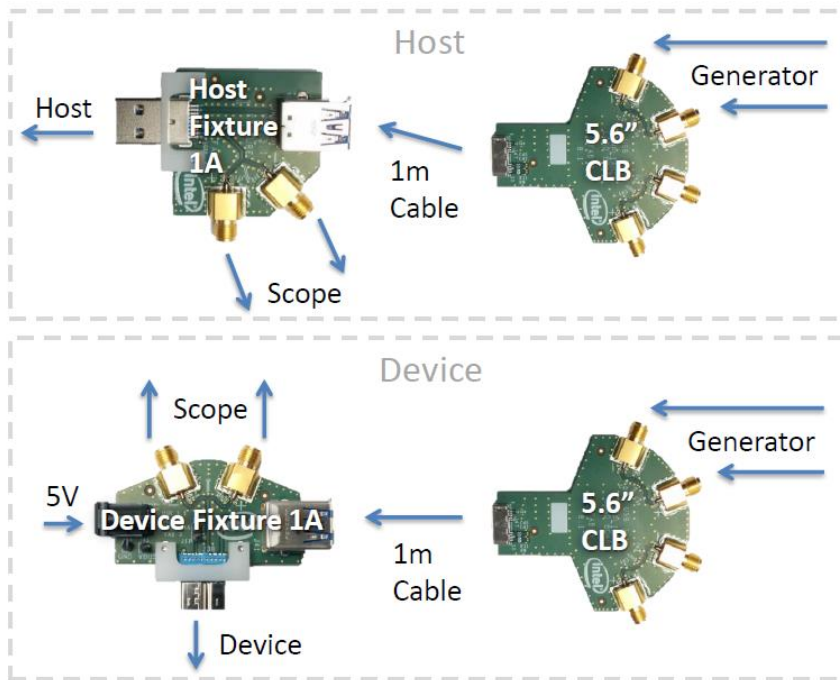 Host
Host
Host
Fixture
1A
Scope
1m
Cable
5.6”
CLB
Generator
intel
intel
Device
Scope
5V
Device Fixture 1A
Device
1m
Cable
5.6”
CLB
Generator
intel